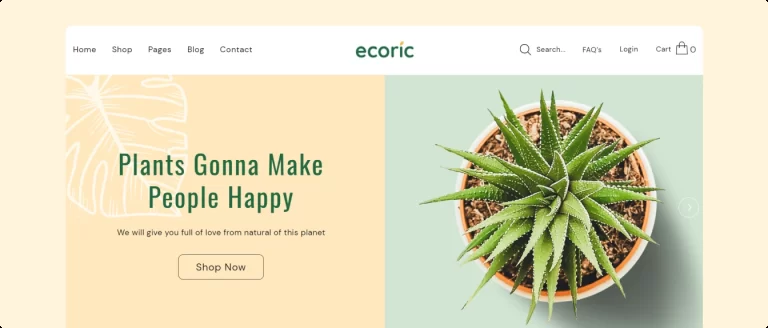 Home Shop Pages Blog Contact ecoric Search... FAQ's Login Cart 0
Plants Gonna Make
People Happy
We will give you full of love from natural of this planet
Shop Now